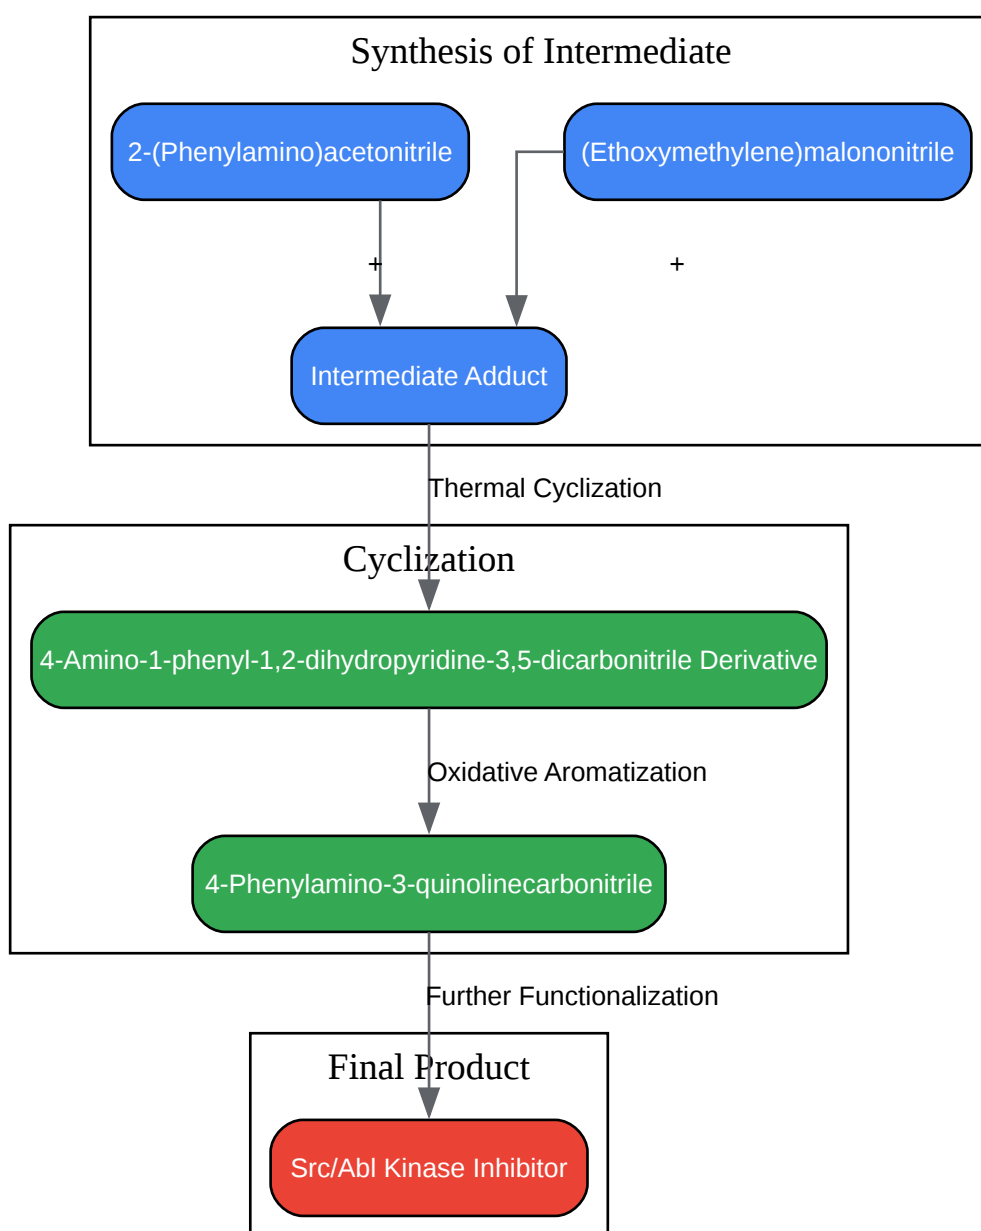 Synthesis of Intermediate
2-(Phenylamino)acetonitrile
(Ethoxymethylene)malononitrile
+
+
Intermediate Adduct
Thermal Cyclization
Cyclization
4-Amino-1-phenyl-1,2-dihydropyridine-3,5-dicarbonitrile Derivative
Oxidative Aromatization
4-Phenylamino-3-quinolinecarbonitrile
Further Functionalization
Final Product
Src/Abl Kinase Inhibitor